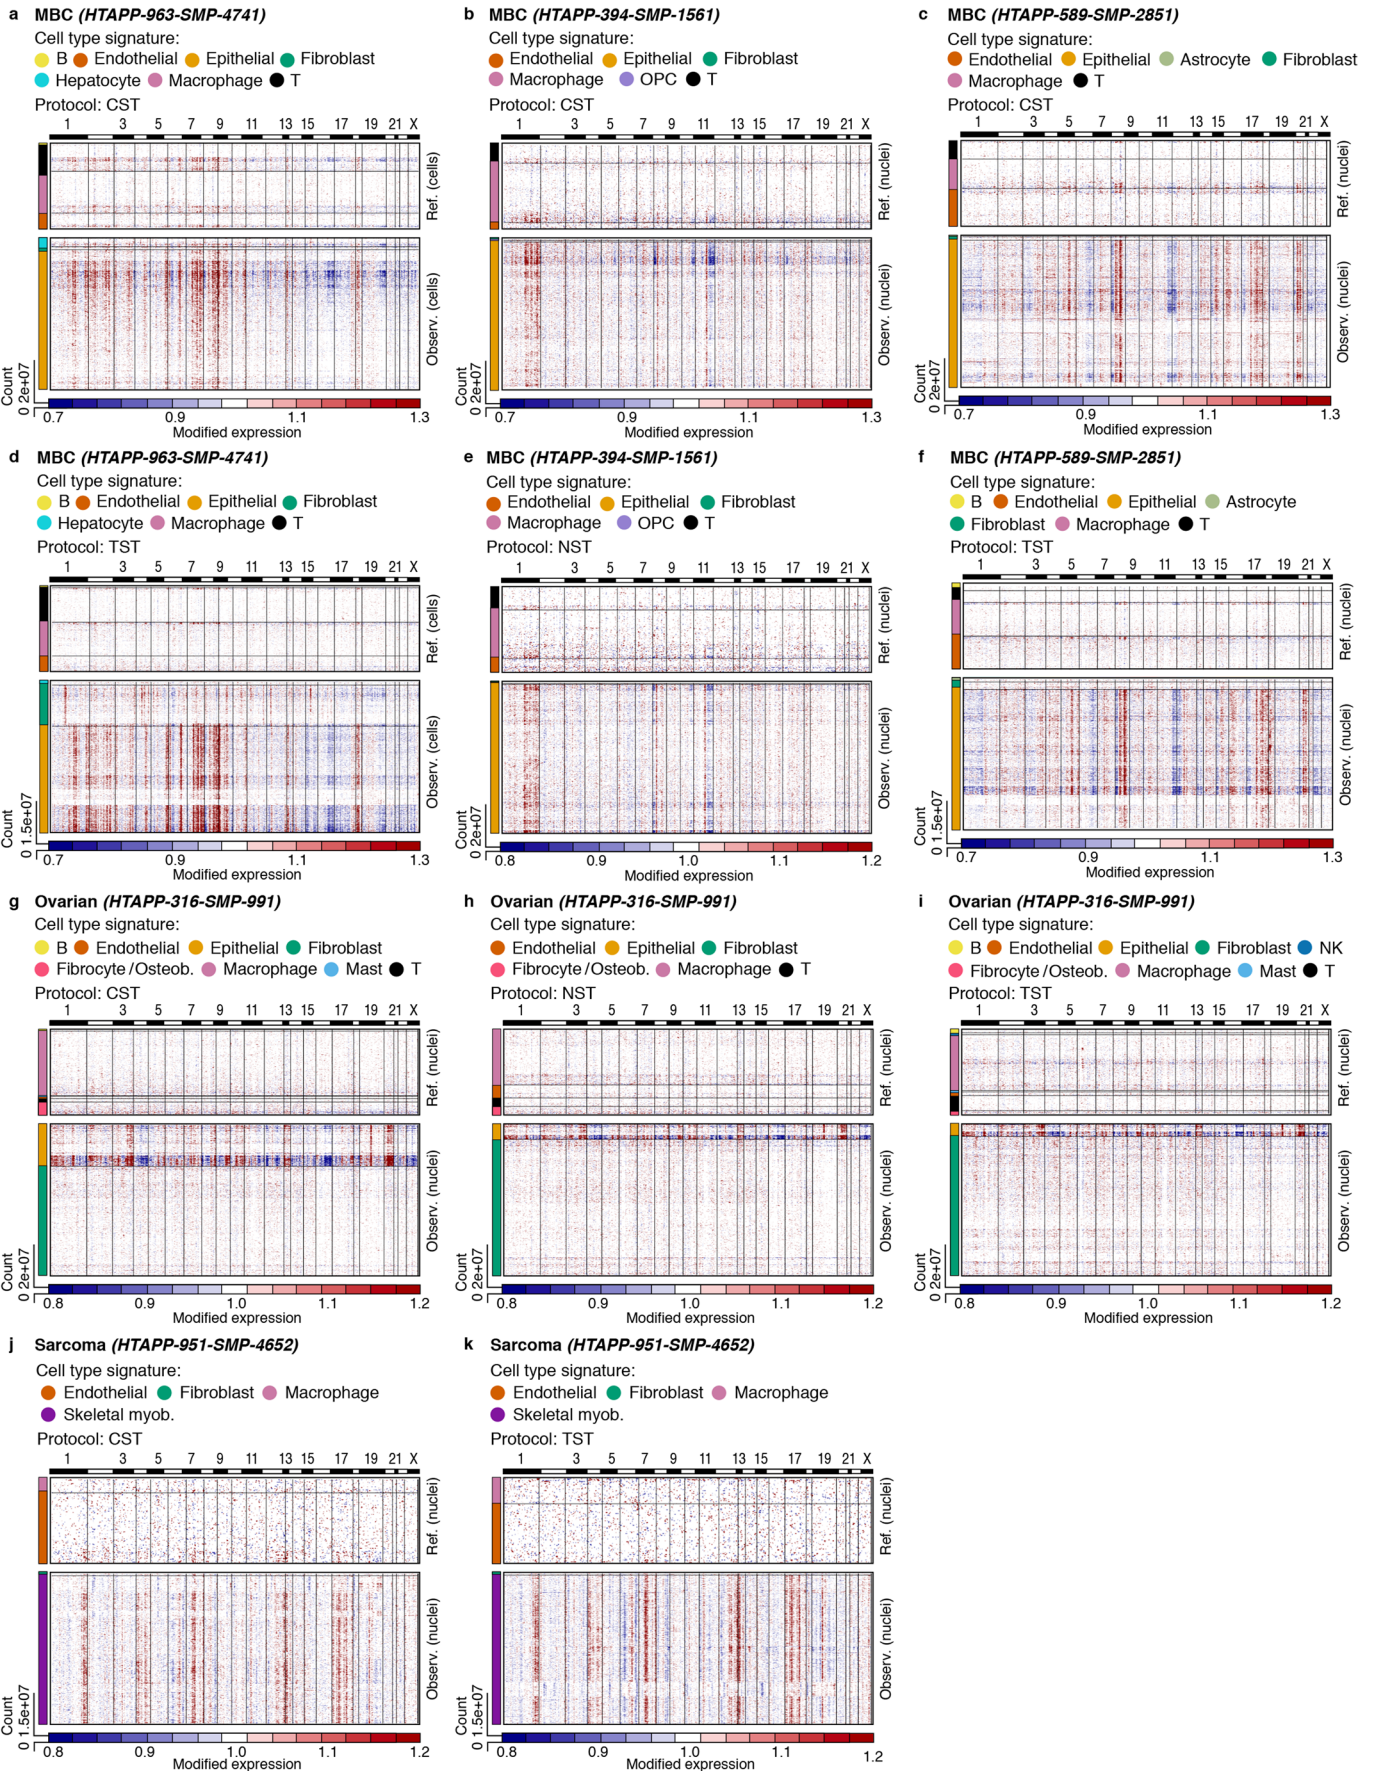 a MBC (HTAPP-963-SMP-4741)
Cell type signature:
B Endothelial Epithelial Fibroblast
Hepatocyte Macrophage T
Protocol: CST
1 3 5 7 9 11 13 15 17 19 21 X
Ref. (cells)
Observ. (cells)
Count
0 2e+07
0.7 0.9 1.1 1.3
Modified expression
b MBC (HTAPP-394-SMP-1561)
Cell type signature:
Endothelial Epithelial Fibroblast
Macrophage OPC T
Protocol: CST
1 3 5 7 9 11 13 15 17 19 21 X
Ref. (nuclei)
Observ. (nuclei)
Count
0 2e+07
0.7 0.9 1.1 1.3
Modified expression
c MBC (HTAPP-589-SMP-2851)
Cell type signature:
Endothelial Epithelial Astrocyte Fibroblast
Macrophage T
Protocol: CST
1 3 5 7 9 11 13 15 17 19 21 X
Ref. (nuclei)
Observ. (nuclei)
Count
0 2e+07
0.7 0.9 1.1 1.3
Modified expression
d MBC (HTAPP-963-SMP-4741)
Cell type signature:
B Endothelial Epithelial Fibroblast
Hepatocyte Macrophage T
Protocol: TST
1 3 5 7 9 11 13 15 17 19 21 X
Ref. (cells)
Observ. (cells)
Count
0 1.5e+07
0.7 0.9 1.1 1.3
Modified expression
e MBC (HTAPP-394-SMP-1561)
Cell type signature:
Endothelial Epithelial Fibroblast
Macrophage OPC T
Protocol: NST
1 3 5 7 9 11 13 15 17 19 21 X
Ref. (nuclei)
Observ. (nuclei)
Count
0 2e+07
0.8 0.9 1.0 1.1 1.2
Modified expression
f MBC (HTAPP-589-SMP-2851)
Cell type signature:
B Endothelial Epithelial Astrocyte
Fibroblast Macrophage T
Protocol: TST
1 3 5 7 9 11 13 15 17 19 21 X
Ref. (nuclei)
Observ. (nuclei)
Count
0 1.5e+07
0.7 0.9 1.1 1.3
Modified expression
g Ovarian (HTAPP-316-SMP-991)
Cell type signature:
B Endothelial Epithelial Fibroblast
Fibrocyte/Osteob. Macrophage Mast T
Protocol: CST
1 3 5 7 9 11 13 15 17 19 21 X
Ref. (nuclei)
Observ. (nuclei)
Count
0 2e+07
0.8 0.9 1.0 1.1 1.2
Modified expression
h Ovarian (HTAPP-316-SMP-991)
Cell type signature:
Endothelial Epithelial Fibroblast
Fibrocyte/Osteob. Macrophage T
Protocol: NST
1 3 5 7 9 11 13 15 17 19 21 X
Ref. (nuclei)
Observ. (nuclei)
Count
0 2e+07
0.8 0.9 1.0 1.1 1.2
Modified expression
i Ovarian (HTAPP-316-SMP-991)
Cell type signature:
B Endothelial Epithelial Fibroblast NK
Fibrocyte/Osteob. Macrophage Mast T
Protocol: TST
1 3 5 7 9 11 13 15 17 19 21 X
Ref. (nuclei)
Observ. (nuclei)
Count
0 2e+07
0.8 0.9 1.0 1.1 1.2
Modified expression
j Sarcoma (HTAPP-951-SMP-4652)
Cell type signature:
Endothelial Fibroblast Macrophage
Skeletal myob.
Protocol: CST
1 3 5 7 9 11 13 15 17 19 21 X
Ref. (nuclei)
Observ. (nuclei)
Count
0 1.5e+07
0.8 0.9 1.0 1.1 1.2
Modified expression
k Sarcoma (HTAPP-951-SMP-4652)
Cell type signature:
Endothelial Fibroblast Macrophage
Skeletal myob.
Protocol: TST
1 3 5 7 9 11 13 15 17 19 21 X
Ref. (nuclei)
Observ. (nuclei)
Count
0 1.5e+07
0.8 0.9 1.0 1.1 1.2
Modified expression